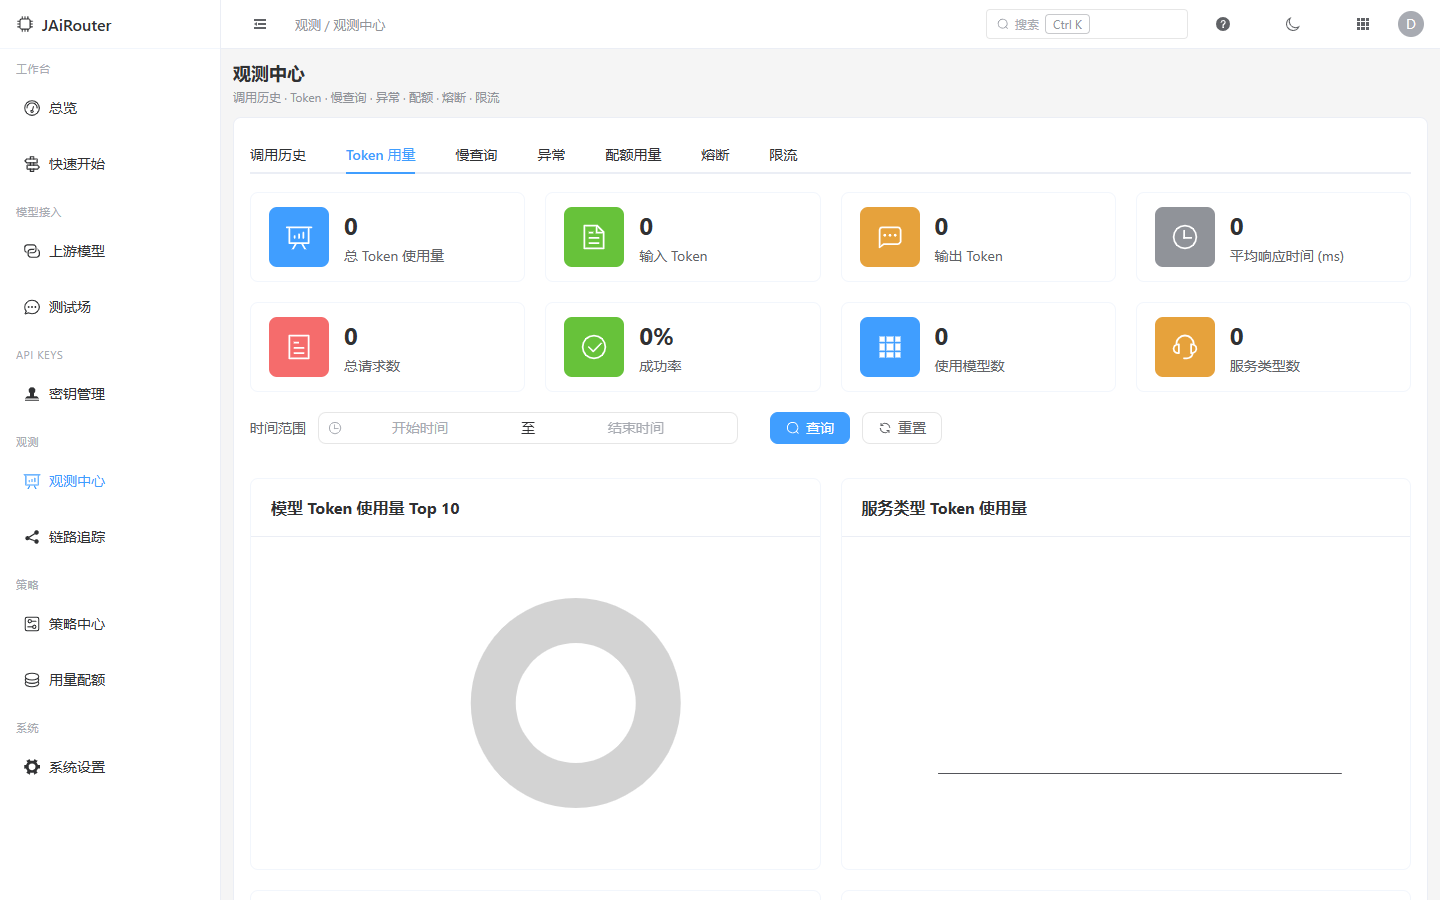 JAiRouter
观测 / 观测中心
搜索 Ctrl K
D
工作台
总览
快速开始
模型接入
上游模型
测试场
API KEYS
密钥管理
观测
观测中心
链路追踪
策略
策略中心
用量配额
系统
系统设置
观测中心
调用历史 · Token · 慢查询 · 异常 · 配额 · 熔断 · 限流
调用历史 Token 用量 慢查询 异常 配额用量 熔断 限流
0
总 Token 使用量
0
输入 Token
0
输出 Token
0
平均响应时间 (ms)
0
总请求数
0%
成功率
0
使用模型数
0
服务类型数
时间范围 开始时间 至 结束时间 查询 重置
模型 Token 使用量 Top 10
服务类型 Token 使用量